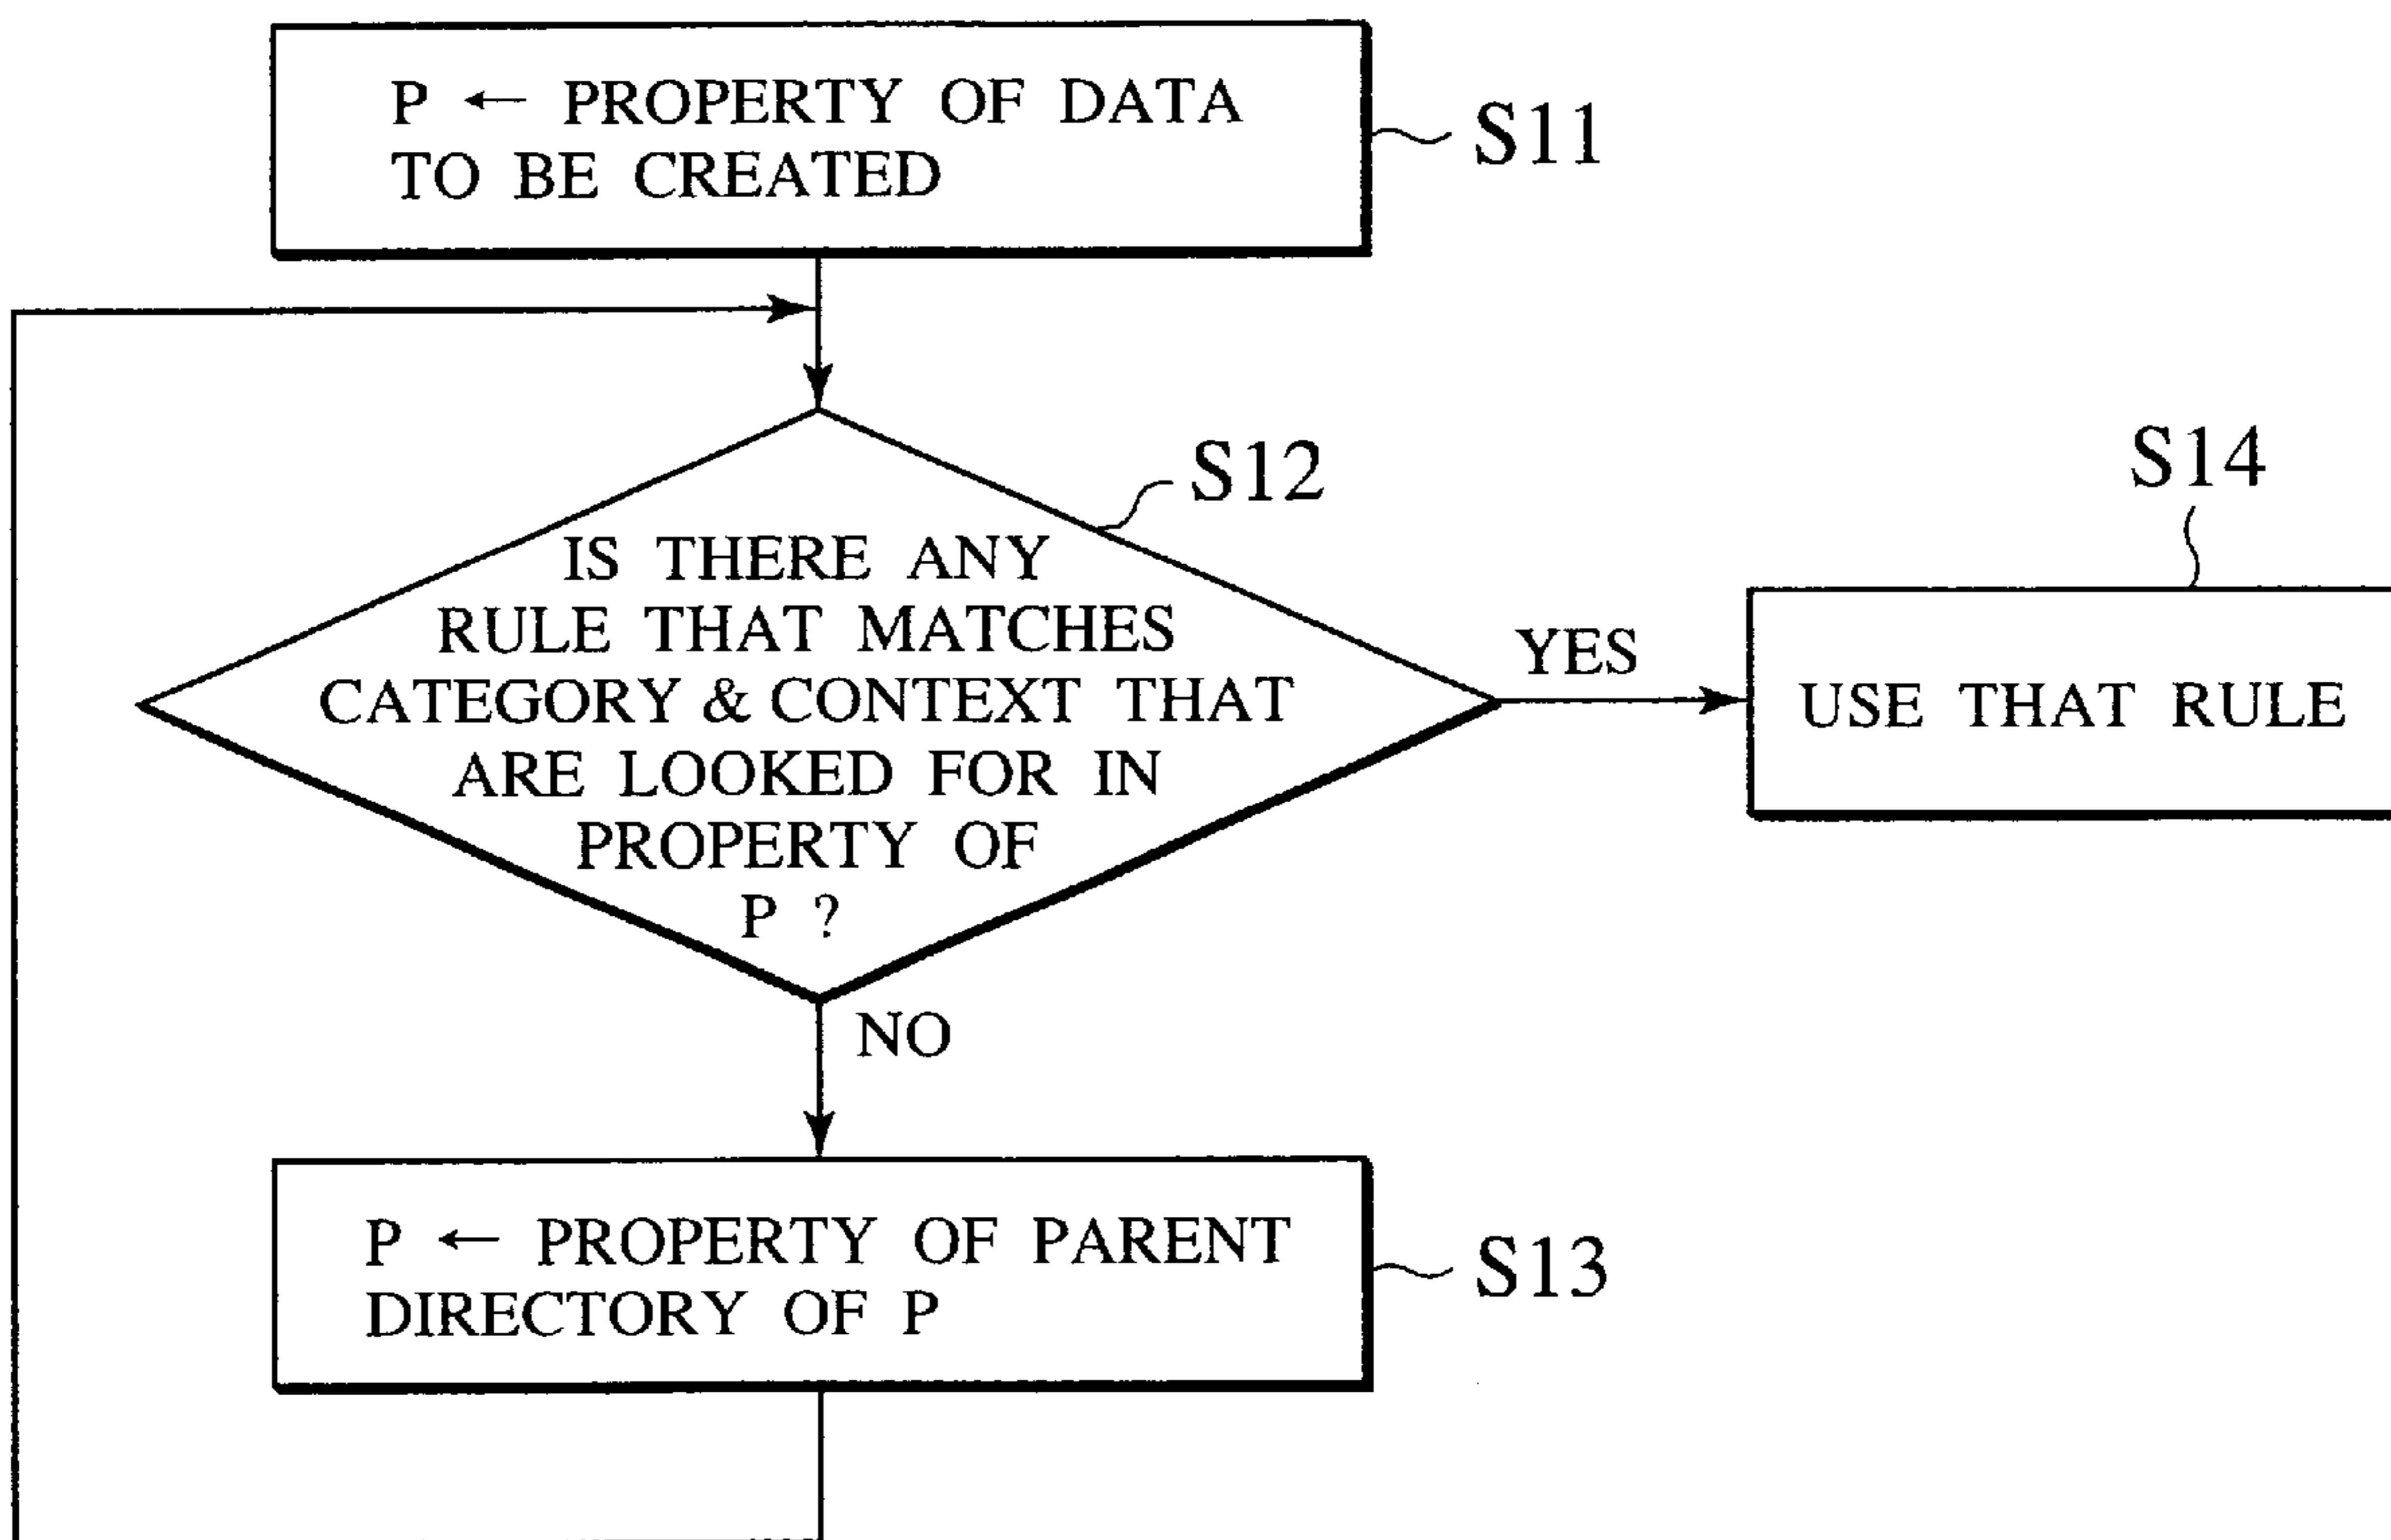 P ← PROPERTY OF DATA
TO BE CREATED
S11
S12
IS THERE ANY
RULE THAT MATCHES
CATEGORY & CONTEXT THAT
ARE LOOKED FOR IN
PROPERTY OF
P ?
S14
YES
USE THAT RULE
NO
P ← PROPERTY OF PARENT
DIRECTORY OF P
S13